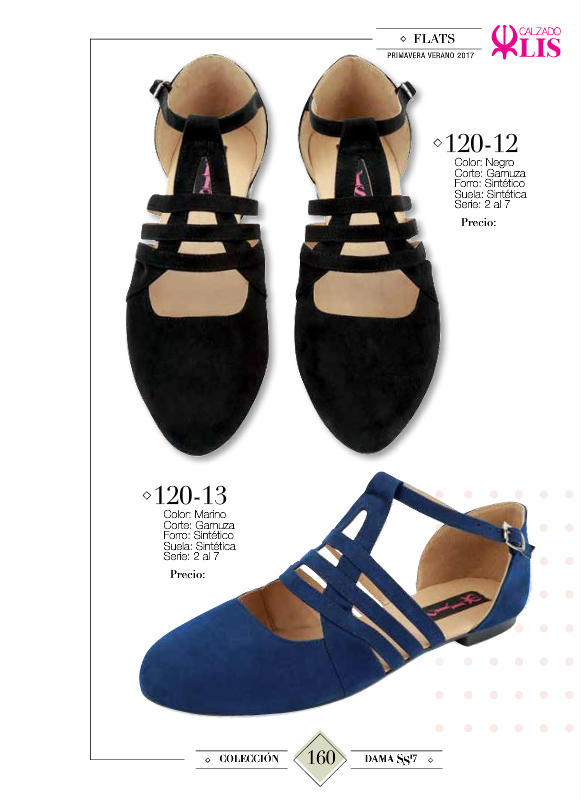 FLATS
PRIMAVERA VERANO 2017
CALZADO
LIS
120-12
Color: Negro
Corte: Gamuza
Forro: Sintético
Suela: Sintética
Serie: 2 al 7
Precio:
120-13
Color: Marino
Corte: Gamuza
Forro: Sintético
Suela: Sintética
Serie: 2 al 7
Precio:
COLECCIÓN
160
DAMA SS'7